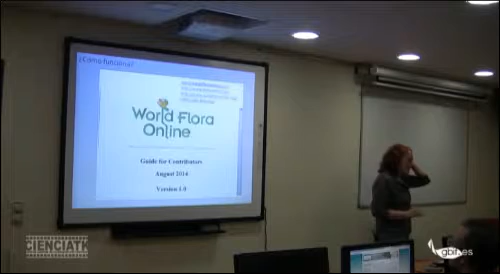 ¿Cómo funciona?
World Flora
Online
Guide for Contributors
August 2014
Version 1.0
CIENCIATK
gbif.es